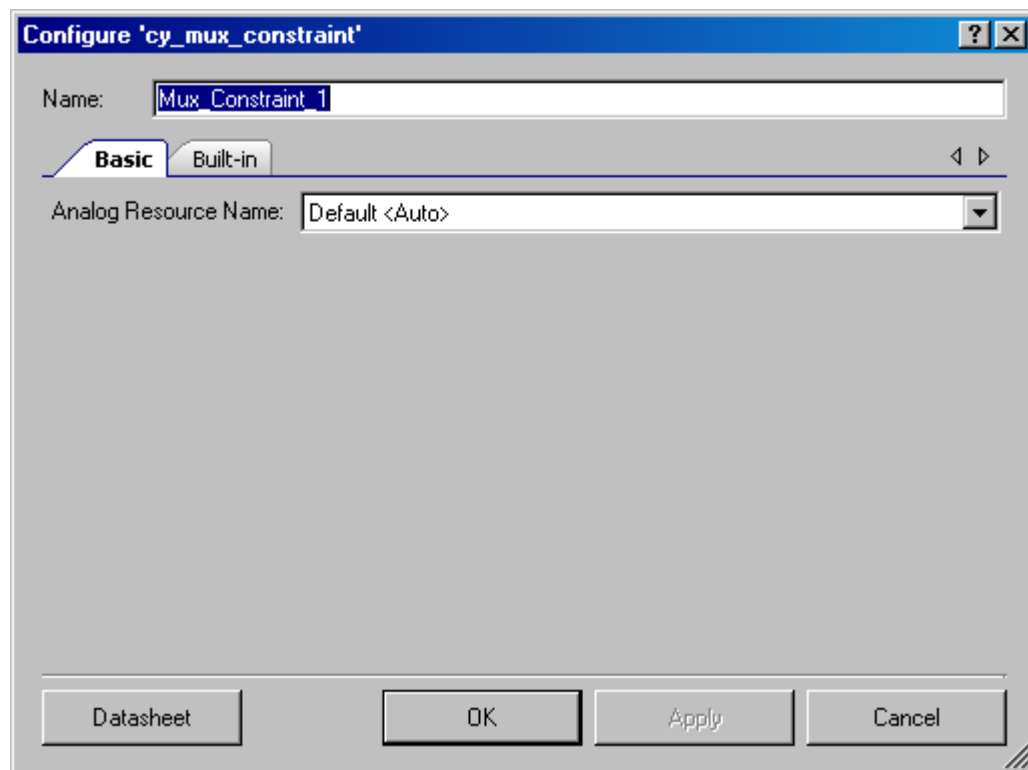 Configure 'cy_mux_constraint'
Name: Mux_Constraint_1
Basic Built-in
Analog Resource Name: Default <Auto>
Datasheet OK Apply Cancel